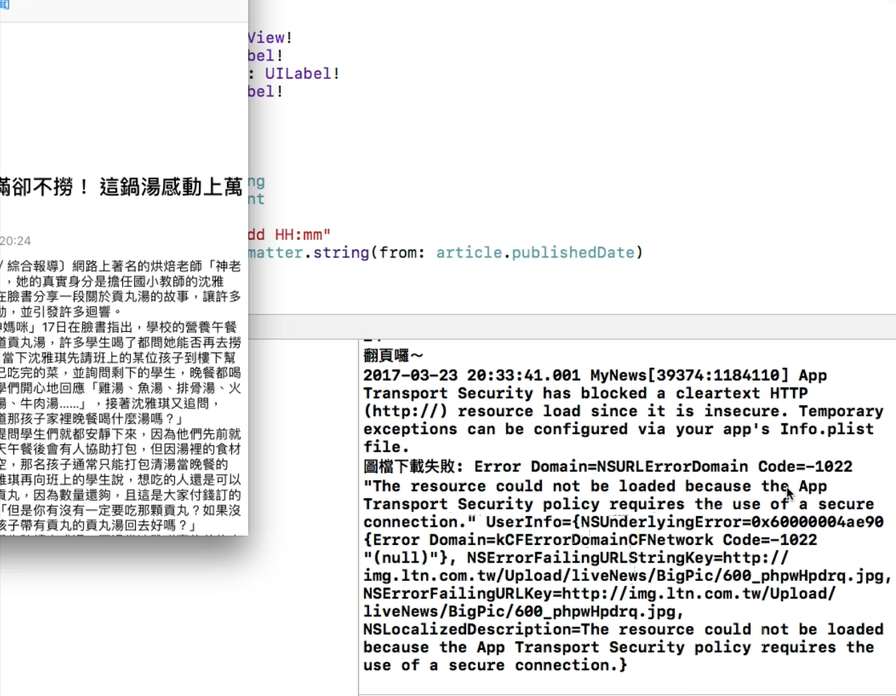 聞
View!
bel!
: UILabel!
bel!
ng
nt
dd HH:mm"
matter.string(from: article.publishedDate)
滿卻不撈！ 這鍋湯感動上萬
20:24
/ 綜合報導〕網路上著名的烘焙老師「神老
，她的真實身分是擔任國小教師的沈雅
在臉書分享一段關於貢丸湯的故事，讓許多
動，並引發許多迴響。
媽咪」17日在臉書指出，學校的營養午餐
道貢丸湯，許多學生喝了都問她能否再去撈
當下沈雅琪先請班上的某位孩子到樓下幫
已吃完的菜，並詢問剩下的學生，晚餐都喝
學們開心地回應「雞湯、魚湯、排骨湯、火
湯、牛肉湯......」，接著沈雅琪又追問，
道那孩子家裡晚餐喝什麼湯嗎？」
提問學生們就都安靜下來，因為他們先前就
天午餐後會有人協助打包，但因湯裡的食材
空，那名孩子通常只能打包清湯當晚餐的
雅琪再向班上的學生說，想吃的人還是可以
貢丸，因為數量還夠，且這是大家付錢訂的
「但是你有沒有一定要吃那顆貢丸？如果沒
孩子帶有貢丸的貢丸湯回去好嗎？」
翻頁囉～
2017-03-23 20:33:41.001 MyNews[39374:1184110] App
Transport Security has blocked a cleartext HTTP
(http://) resource load since it is insecure. Temporary
exceptions can be configured via your app's Info.plist
file.
圖檔下載失敗: Error Domain=NSURLErrorDomain Code=-1022
"The resource could not be loaded because the App
Transport Security policy requires the use of a secure
connection." UserInfo={NSUnderlyingError=0x60000004ae90
{Error Domain=kCFErrorDomainCFNetwork Code=-1022
"(null)"}, NSErrorFailingURLStringKey=http://
img.ltn.com.tw/Upload/liveNews/BigPic/600_phpwHpdrq.jpg,
NSErrorFailingURLKey=http://img.ltn.com.tw/Upload/
liveNews/BigPic/600_phpwHpdrq.jpg,
NSLocalizedDescription=The resource could not be loaded
because the App Transport Security policy requires the
use of a secure connection.}